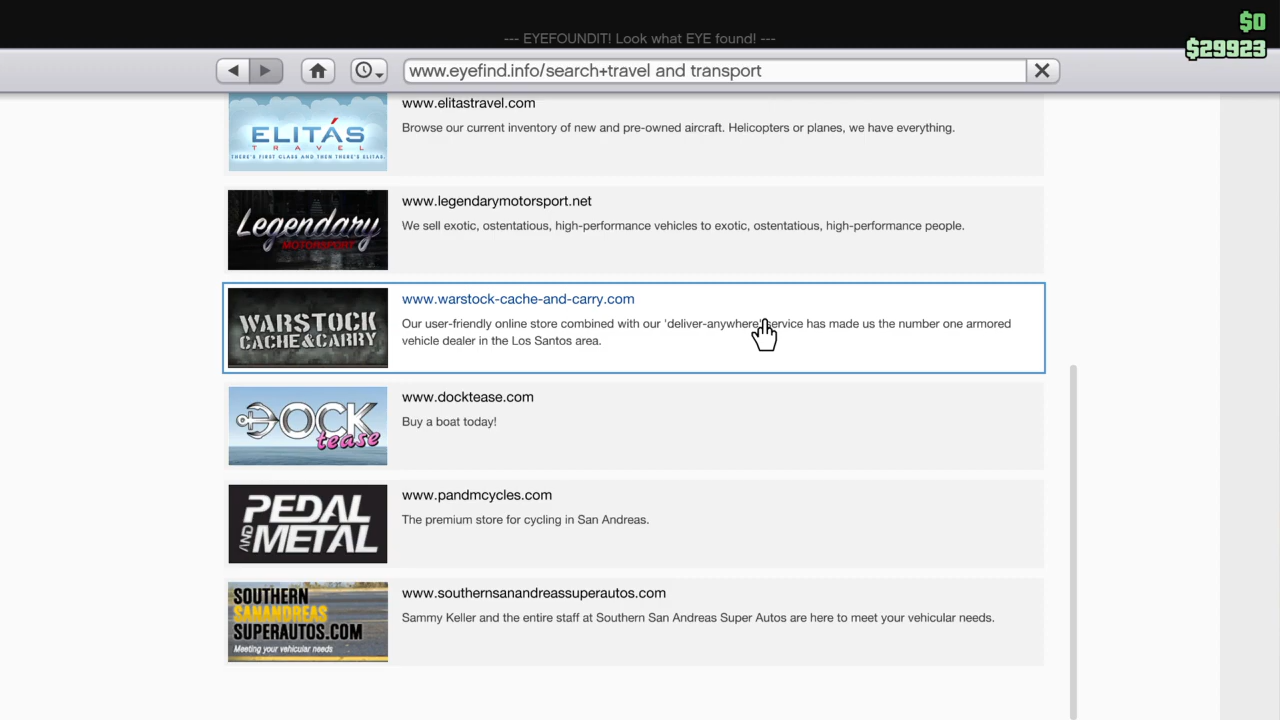 $0
--- EYEFOUNDIT! Look what EYE found! ---
$29923
www.eyefind.info/search+travel and transport
www.elitastravel.com
ELITÁS
TRAVEL
THERE'S FIRST CLASS AND THEN THERE'S ELITAS.
Browse our current inventory of new and pre-owned aircraft. Helicopters or planes, we have everything.
www.legendarymotorsport.net
Legendary
MOTORSPORT
We sell exotic, ostentatious, high-performance vehicles to exotic, ostentatious, high-performance people.
www.warstock-cache-and-carry.com
WARSTOCK
CACHE&CARRY
Our user-friendly online store combined with our 'deliver-anywhere' service has made us the number one armored
vehicle dealer in the Los Santos area.
www.docktease.com
DOCK
tease
Buy a boat today!
www.pandmcycles.com
PEDAL
AND METAL
The premium store for cycling in San Andreas.
www.southernsanandreassuperautos.com
SOUTHERN
SANANDREAS
SUPERAUTOS.COM
Meeting your vehicular needs
Sammy Keller and the entire staff at Southern San Andreas Super Autos are here to meet your vehicular needs.